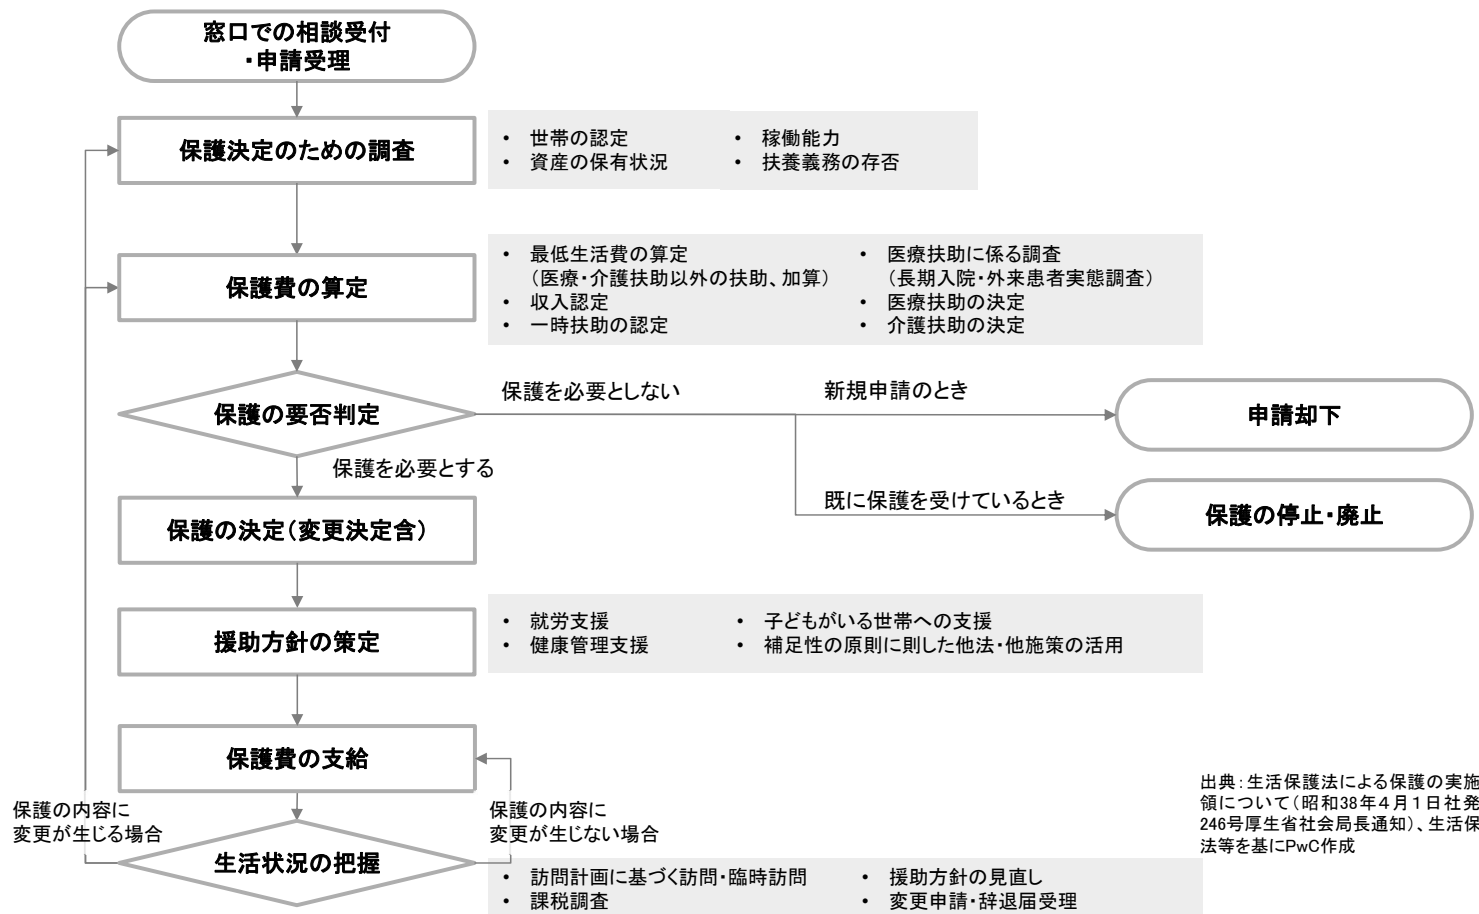 窓口での相談受付
・申請受理
保護決定のための調査
• 世帯の認定
• 資産の保有状況
• 稼働能力
• 扶養義務の存否
保護費の算定
• 最低生活費の算定
（医療・介護扶助以外の扶助、加算）
• 収入認定
• 一時扶助の認定
• 医療扶助に係る調査
（長期入院・外来患者実態調査）
• 医療扶助の決定
• 介護扶助の決定
保護の要否判定
保護を必要としない
新規申請のとき
申請却下
保護を必要とする
既に保護を受けているとき
保護の停止・廃止
保護の決定（変更決定含）
援助方針の策定
• 就労支援
• 健康管理支援
• 子どもがいる世帯への支援
• 補足性の原則に則した他法・他施策の活用
保護費の支給
保護の内容に
変更が生じる場合
保護の内容に
変更が生じない場合
生活状況の把握
• 訪問計画に基づく訪問・臨時訪問
• 課税調査
• 援助方針の見直し
• 変更申請・辞退届受理
出典：生活保護法による保護の実施
領について（昭和38年４月１日社発
246号厚生省社会局長通知）、生活保
法等を基にPwC作成